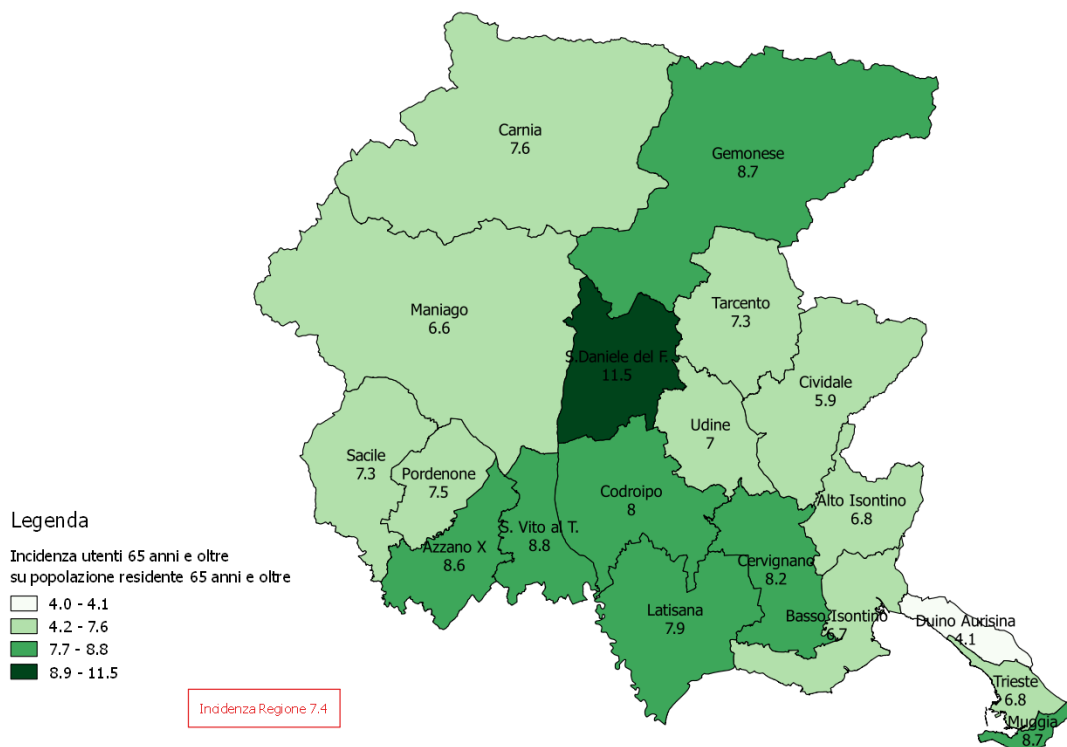 Carnia
7.6
Gemonese
8.7
Maniago
6.6
Tarcento
7.3
S.Daniele del F.
11.5
Cividale
5.9
Udine
7
Sacile
7.3
Pordenone
7.5
Codroipo
8
Alto Isontino
6.8
S. Vito al T.
8.8
Azzano X
8.6
Cervignano
8.2
Latisana
7.9
Basso Isontino
6.7
Duino Aurisina
4.1
Trieste
6.8
Muggia
8.7
Legenda
Incidenza utenti 65 anni e oltre
su popolazione residente 65 anni e oltre
4.0 - 4.1
4.2 - 7.6
7.7 - 8.8
8.9 - 11.5
Incidenza Regione 7.4